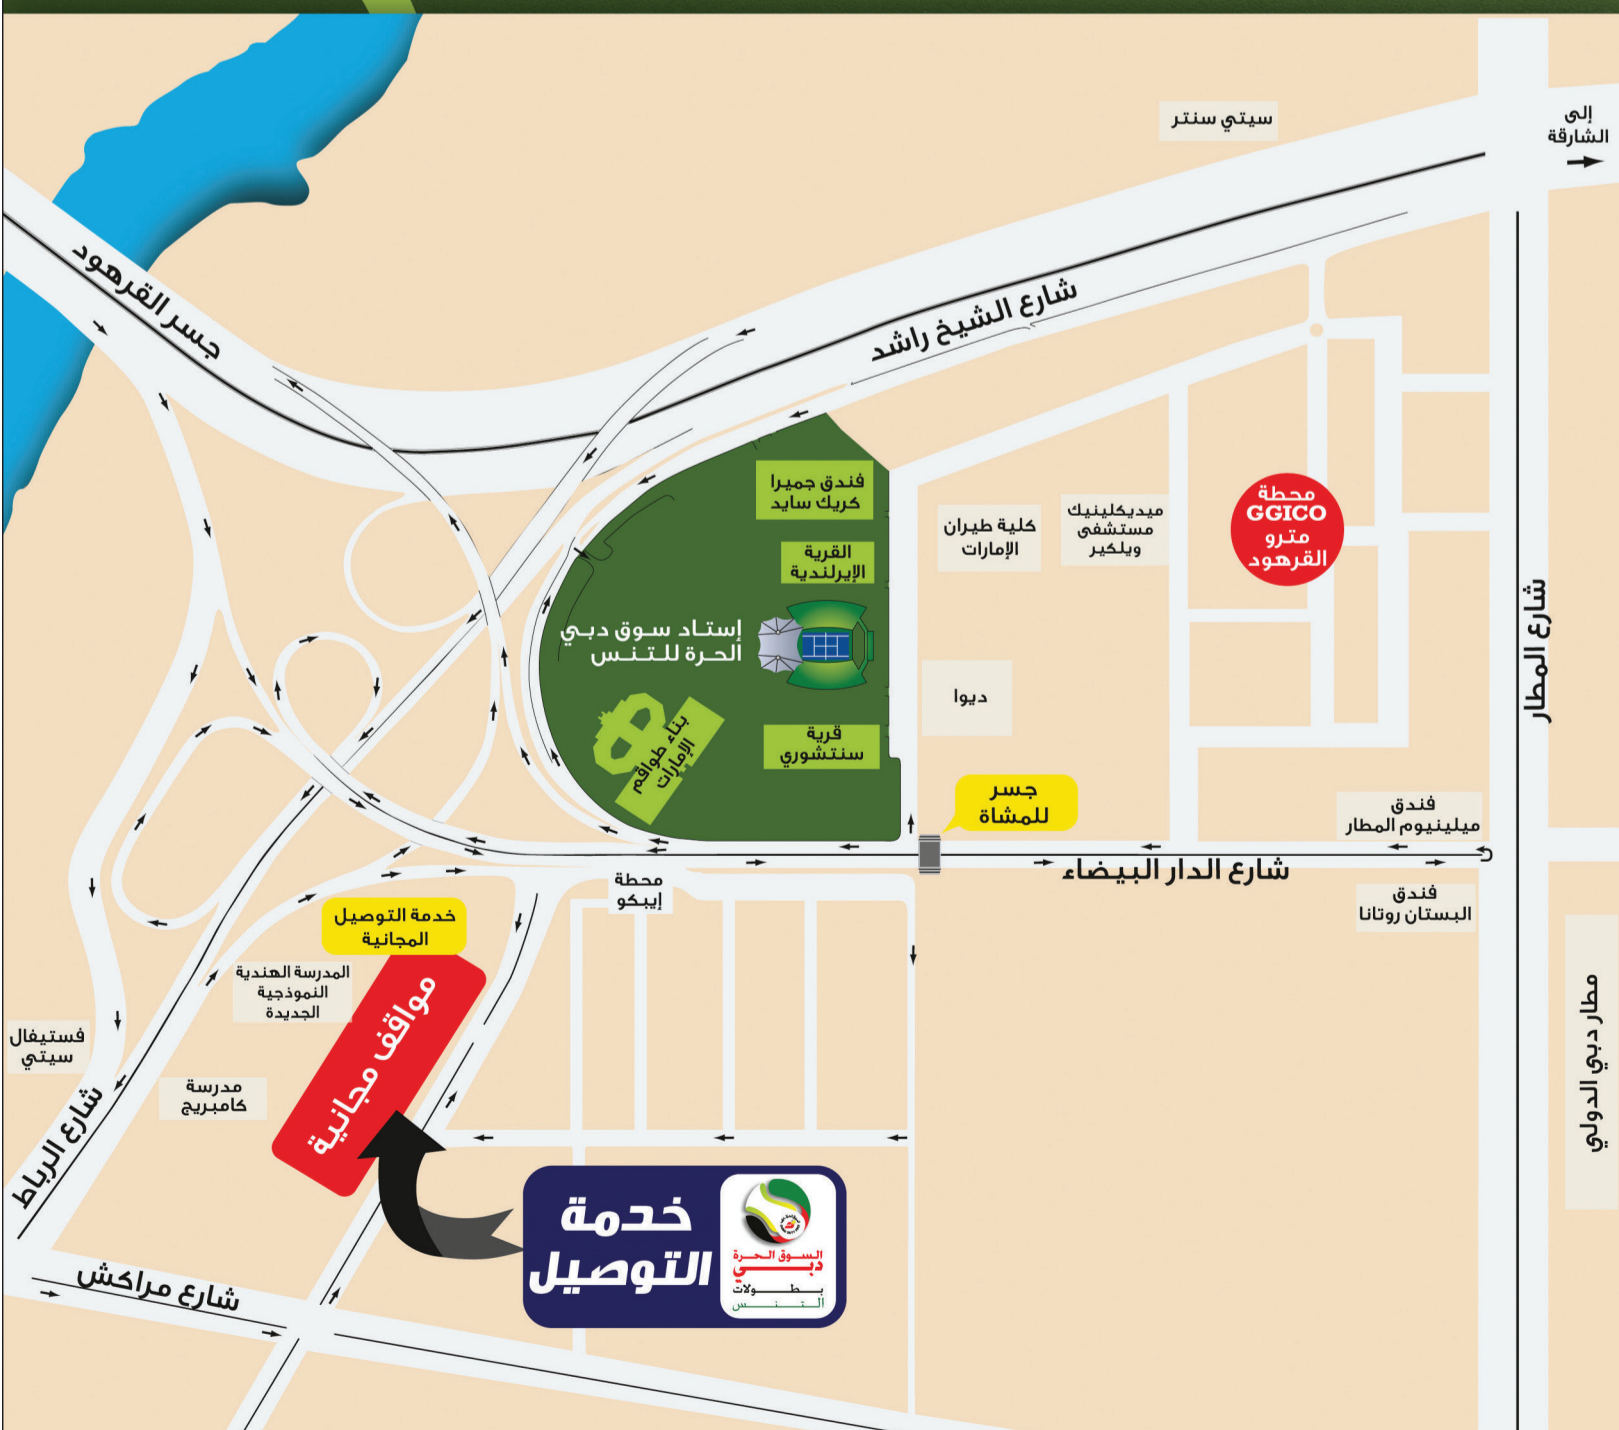 سيتي سنتر
إلى
الشارقة
جسر القرهود
شارع الشيخ راشد
فندق جميرا
كريك سايد
القرية
الإيرلندية
إستاد سوق دبي
الحرة للتنس
بناء طواقم
الإمارات
قرية
سنتشوري
كلية طيران
الإمارات
ميديكلينيك
مستشفى
ويلكير
محطة
GGICO
مترو
القرهود
شارع المطار
ديوا
جسر
للمشاة
فندق
ميلينيوم المطار
شارع الدار البيضاء
فندق
البستان روتانا
محطة
إيبكو
خدمة التوصيل
المجانية
مواقف مجانية
المدرسة الهندية
النموذجية
الجديدة
فستيفال
سيتي
مدرسة
كامبريج
شارع الرباط
مطار دبي الدولي
خدمة
التوصيل
السوق الحرة
دبي
بطولات
التنس
شارع مراكش